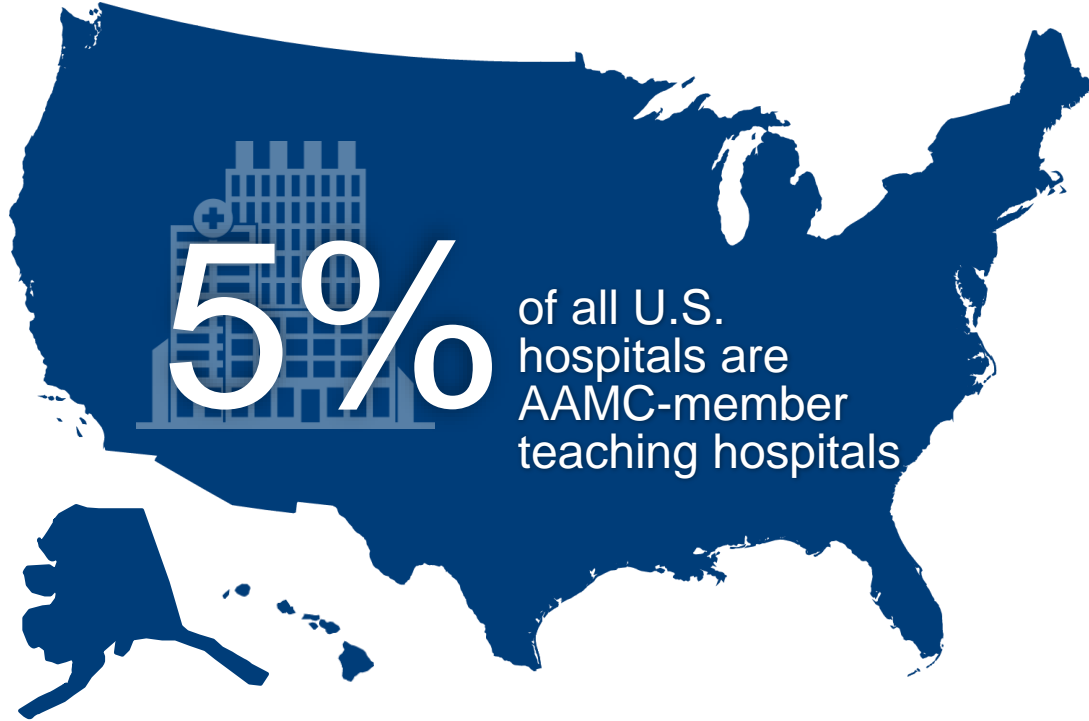 5%
of all U.S.
hospitals are
AAMC-member
teaching hospitals